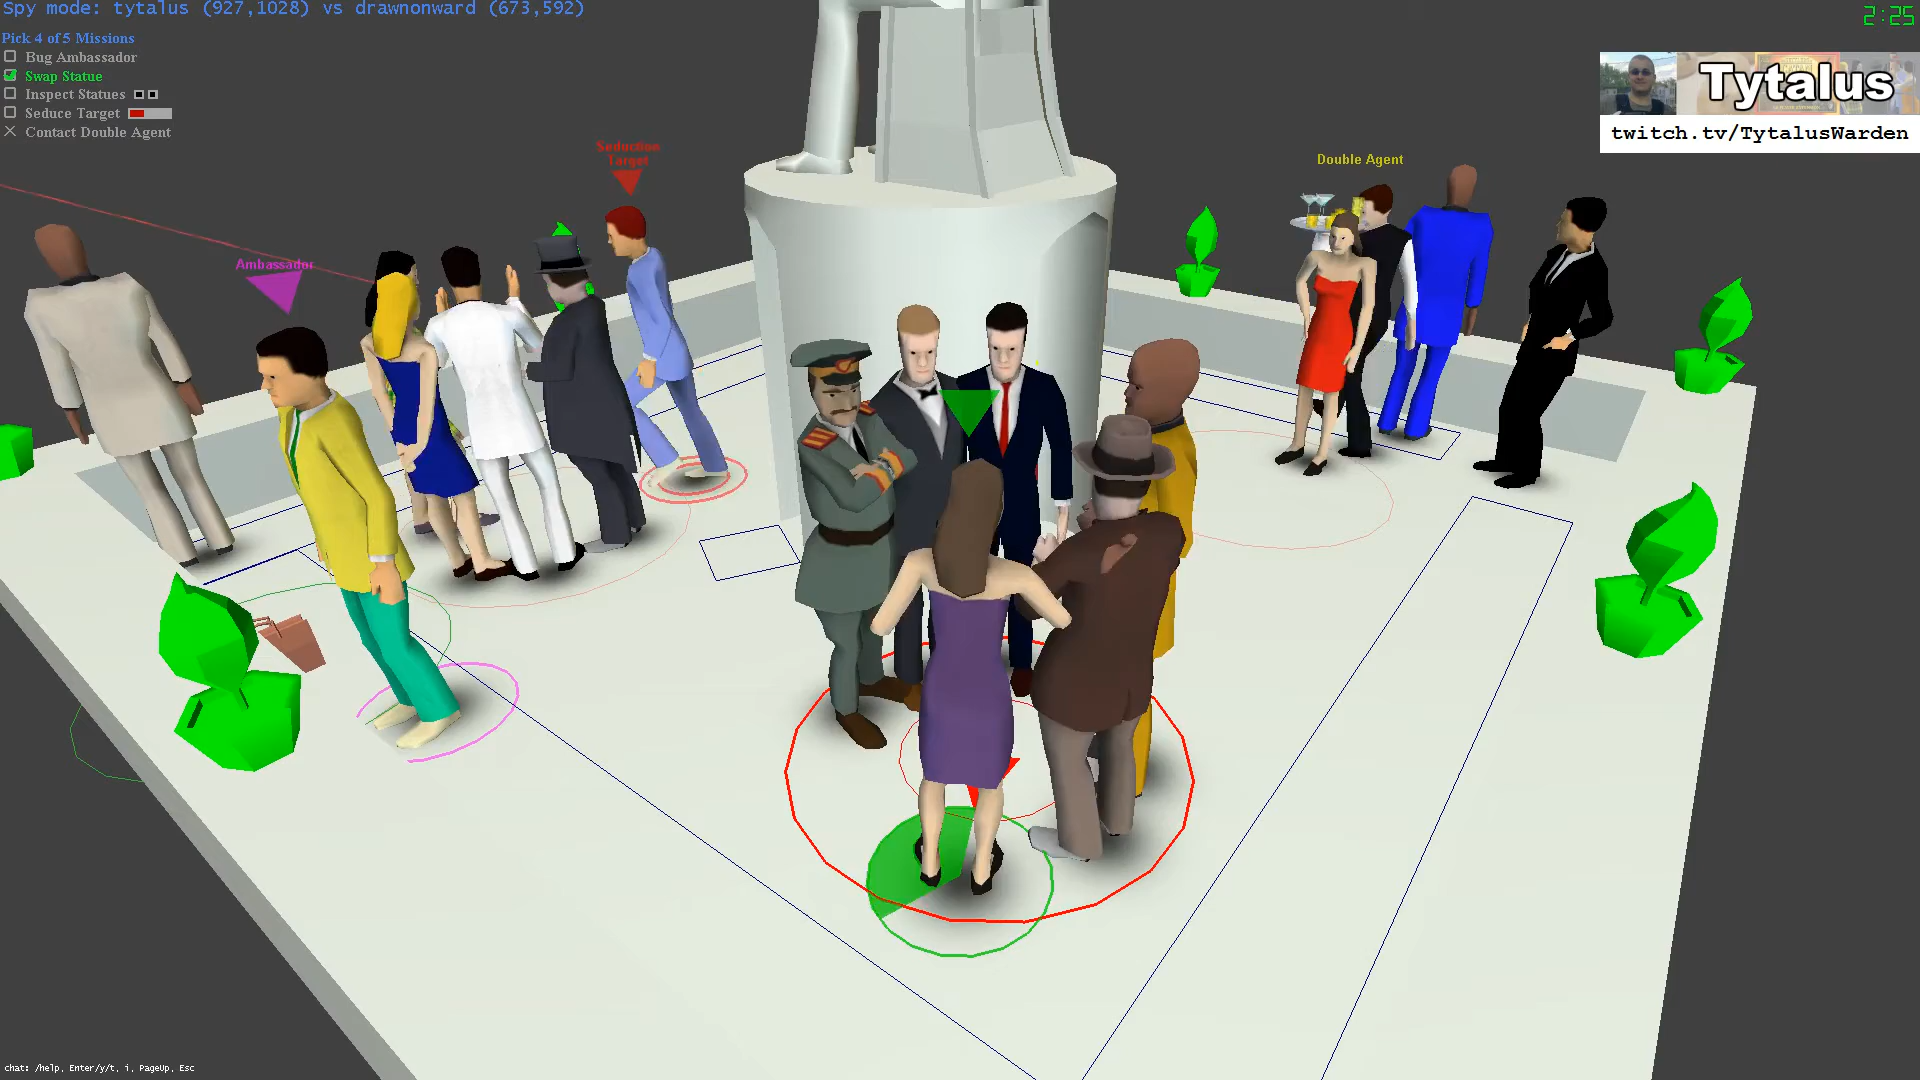 Spy mode: tytalus (927,1028) vs drawnonward (673,592)
2:25
Pick 4 of 5 Missions
Bug Ambassador
Swap Statue
Inspect Statues
Seduce Target
Contact Double Agent
Tytalus
twitch.tv/TytalusWarden
Seduction
Target
Double Agent
Ambassador
chat: /help, Enter/y/t, i, PageUp, Esc